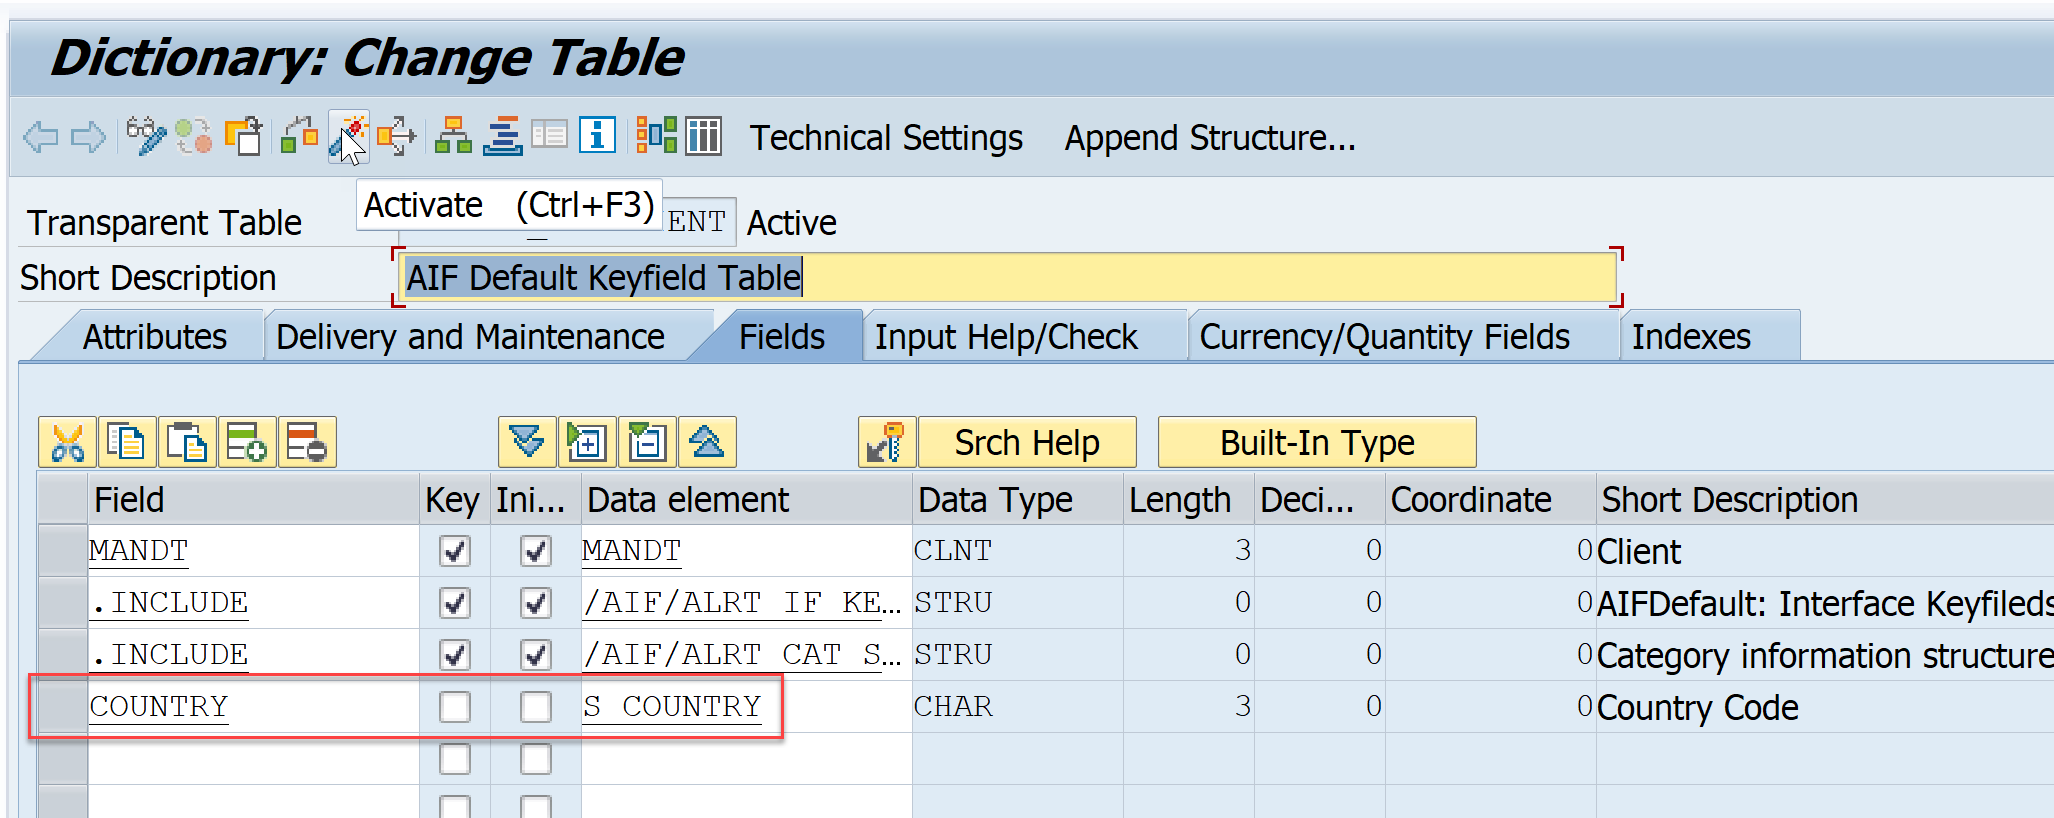 Dictionary: Change Table
Technical Settings Append Structure...
Activate (Ctrl+F3)
Transparent Table ENT Active
Short Description AIF Default Keyfield Table
Attributes Delivery and Maintenance Fields Input Help/Check Currency/Quantity Fields Indexes
Srch Help Built-In Type
Field Key Ini... Data element Data Type Length Deci... Coordinate Short Description
MANDT MANDT CLNT 3 0 0 Client
.INCLUDE /AIF/ALRT_IF_KE... STRU 0 0 0 AIFDefault: Interface Keyfileds
.INCLUDE /AIF/ALRT_CAT_S... STRU 0 0 0 Category information structure
COUNTRY S_COUNTRY CHAR 3 0 0 Country Code